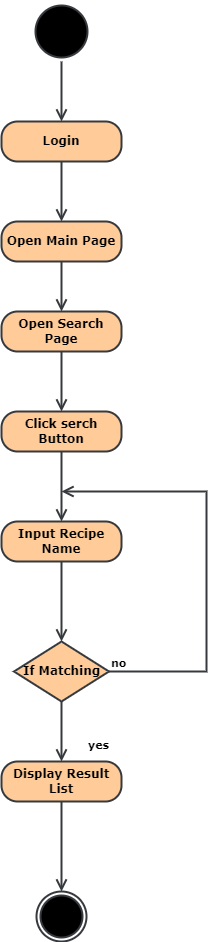 Login
Open Main Page
Open Search
Page
Click serch
Button
Input Recipe
Name
If Matching
no
yes
Display Result
List